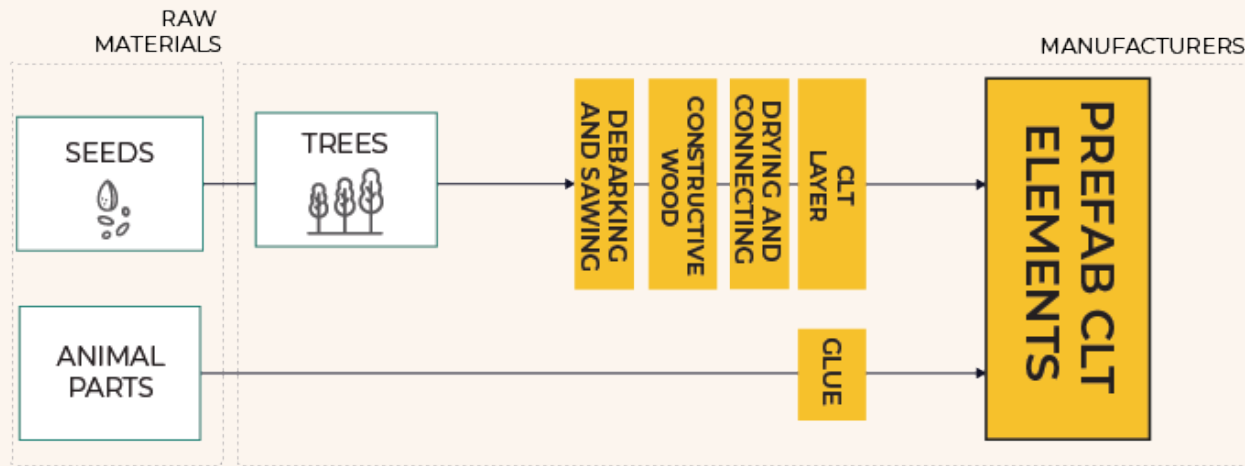 RAW
MATERIALS
MANUFACTURERS
SEEDS
TREES
DEBARKING
AND SAWING
CONSTRUCTIVE
WOOD
DRYING AND
CONNECTING
CLT
LAYER
PREFAB CLT
ELEMENTS
ANIMAL
PARTS
GLUE